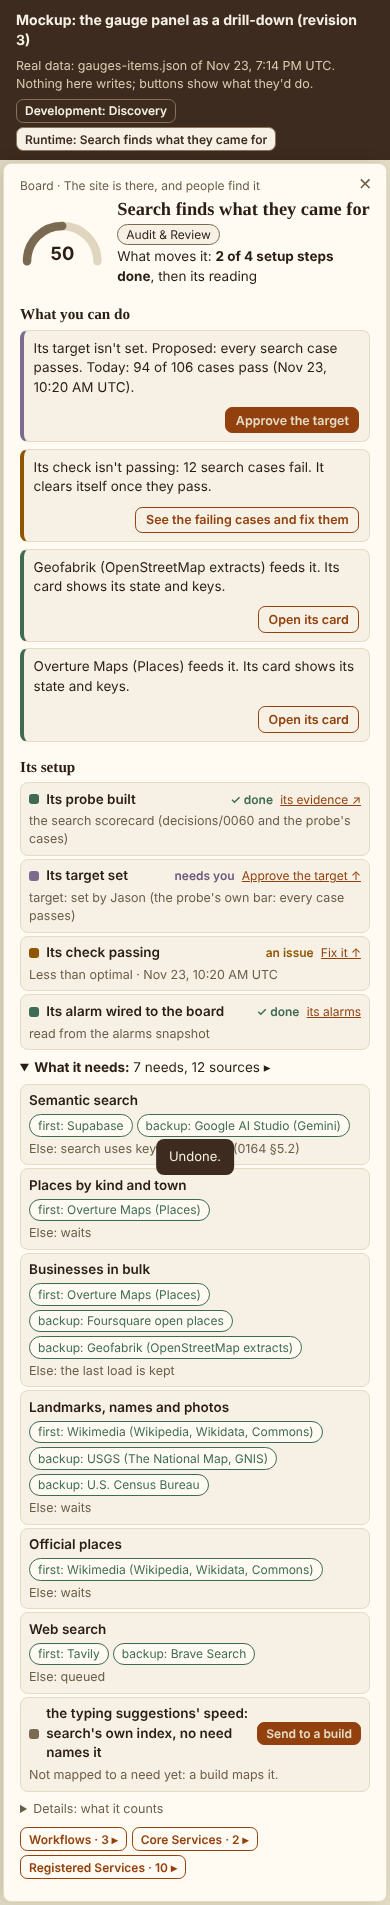 Mockup: the gauge panel as a drill-down (revision
3)
Real data: gauges-items.json of Nov 23, 7:14 PM UTC.
Nothing here writes; buttons show what they'd do.
Development: Discovery
Runtime: Search finds what they came for
Board · The site is there, and people find it ✕
50
Search finds what they came for
Audit & Review
What moves it: 2 of 4 setup steps
done, then its reading
What you can do
Its target isn't set. Proposed: every search case
passes. Today: 94 of 106 cases pass (Nov 23,
10:20 AM UTC).
Approve the target
Its check isn't passing: 12 search cases fail. It
clears itself once they pass.
See the failing cases and fix them
Geofabrik (OpenStreetMap extracts) feeds it. Its
card shows its state and keys.
Open its card
Overture Maps (Places) feeds it. Its card shows its
state and keys.
Open its card
Its setup
Its probe built ✓ done its evidence ↗
the search scorecard (decisions/0060 and the probe's
cases)
Its target set needs you Approve the target ↑
target: set by Jason (the probe's own bar: every case
passes)
Its check passing an issue Fix it ↑
Less than optimal · Nov 23, 10:20 AM UTC
Its alarm wired to the board ✓ done its alarms
read from the alarms snapshot
▼ What it needs: 7 needs, 12 sources ▸
Semantic search
first: Supabase backup: Google AI Studio (Gemini)
Else: search uses key (0164 §5.2)
Undone.
Places by kind and town
first: Overture Maps (Places)
Else: waits
Businesses in bulk
first: Overture Maps (Places)
backup: Foursquare open places
backup: Geofabrik (OpenStreetMap extracts)
Else: the last load is kept
Landmarks, names and photos
first: Wikimedia (Wikipedia, Wikidata, Commons)
backup: USGS (The National Map, GNIS)
backup: U.S. Census Bureau
Else: waits
Official places
first: Wikimedia (Wikipedia, Wikidata, Commons)
Else: waits
Web search
first: Tavily backup: Brave Search
Else: queued
the typing suggestions' speed:
search's own index, no need
names it
Send to a build
Not mapped to a need yet: a build maps it.
▶ Details: what it counts
Workflows · 3 ▸ Core Services · 2 ▸
Registered Services · 10 ▸